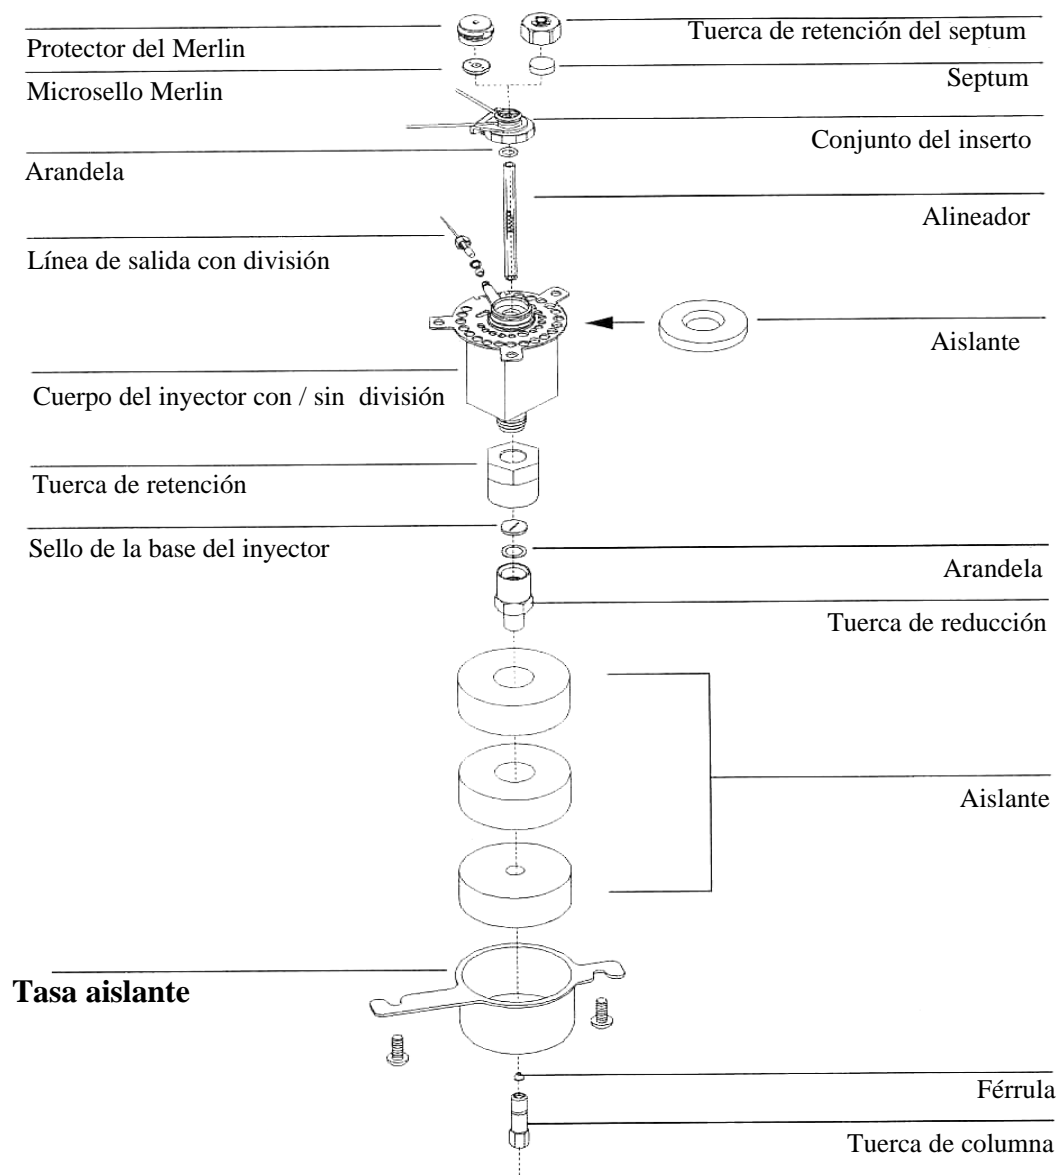 Protector del Merlin
Tuerca de retención del septum
Microsello Merlin
Septum
Conjunto del inserto
Arandela
Alineador
Línea de salida con división
Aislante
Cuerpo del inyector con / sin división
Tuerca de retención
Sello de la base del inyector
Arandela
Tuerca de reducción
Aislante
Tasa aislante
Férrula
Tuerca de columna